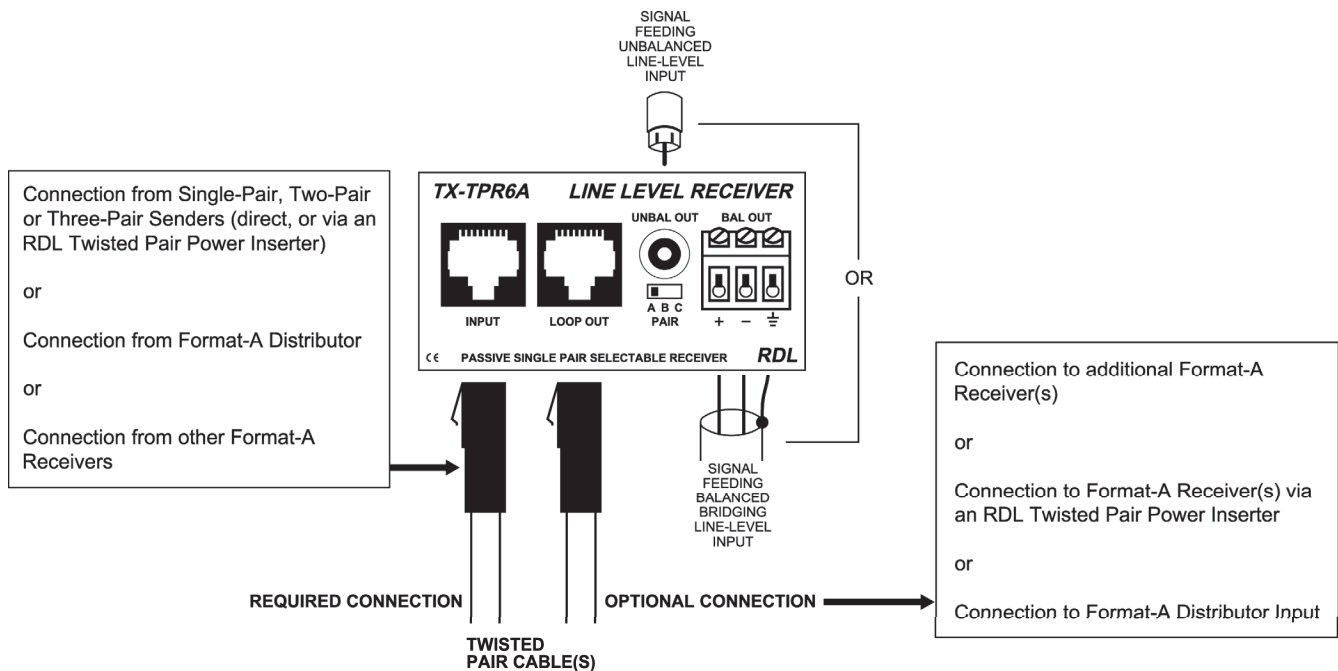 SIGNAL
FEEDING
UNBALANCED
LINE-LEVEL
INPUT
Connection from Single-Pair, Two-Pair
or Three-Pair Senders (direct, or via an
RDL Twisted Pair Power Inserter)
or
Connection from Format-A Distributor
or
Connection from other Format-A
Receivers
TX-TPR6A LINE LEVEL RECEIVER
UNBAL OUT BAL OUT
A B C
INPUT LOOP OUT PAIR + −
CE PASSIVE SINGLE PAIR SELECTABLE RECEIVER RDL
OR
SIGNAL
FEEDING
BALANCED
BRIDGING
LINE-LEVEL
INPUT
Connection to additional Format-A
Receiver(s)
or
Connection to Format-A Receiver(s) via
an RDL Twisted Pair Power Inserter
or
Connection to Format-A Distributor Input
REQUIRED CONNECTION OPTIONAL CONNECTION
TWISTED
PAIR CABLE(S)